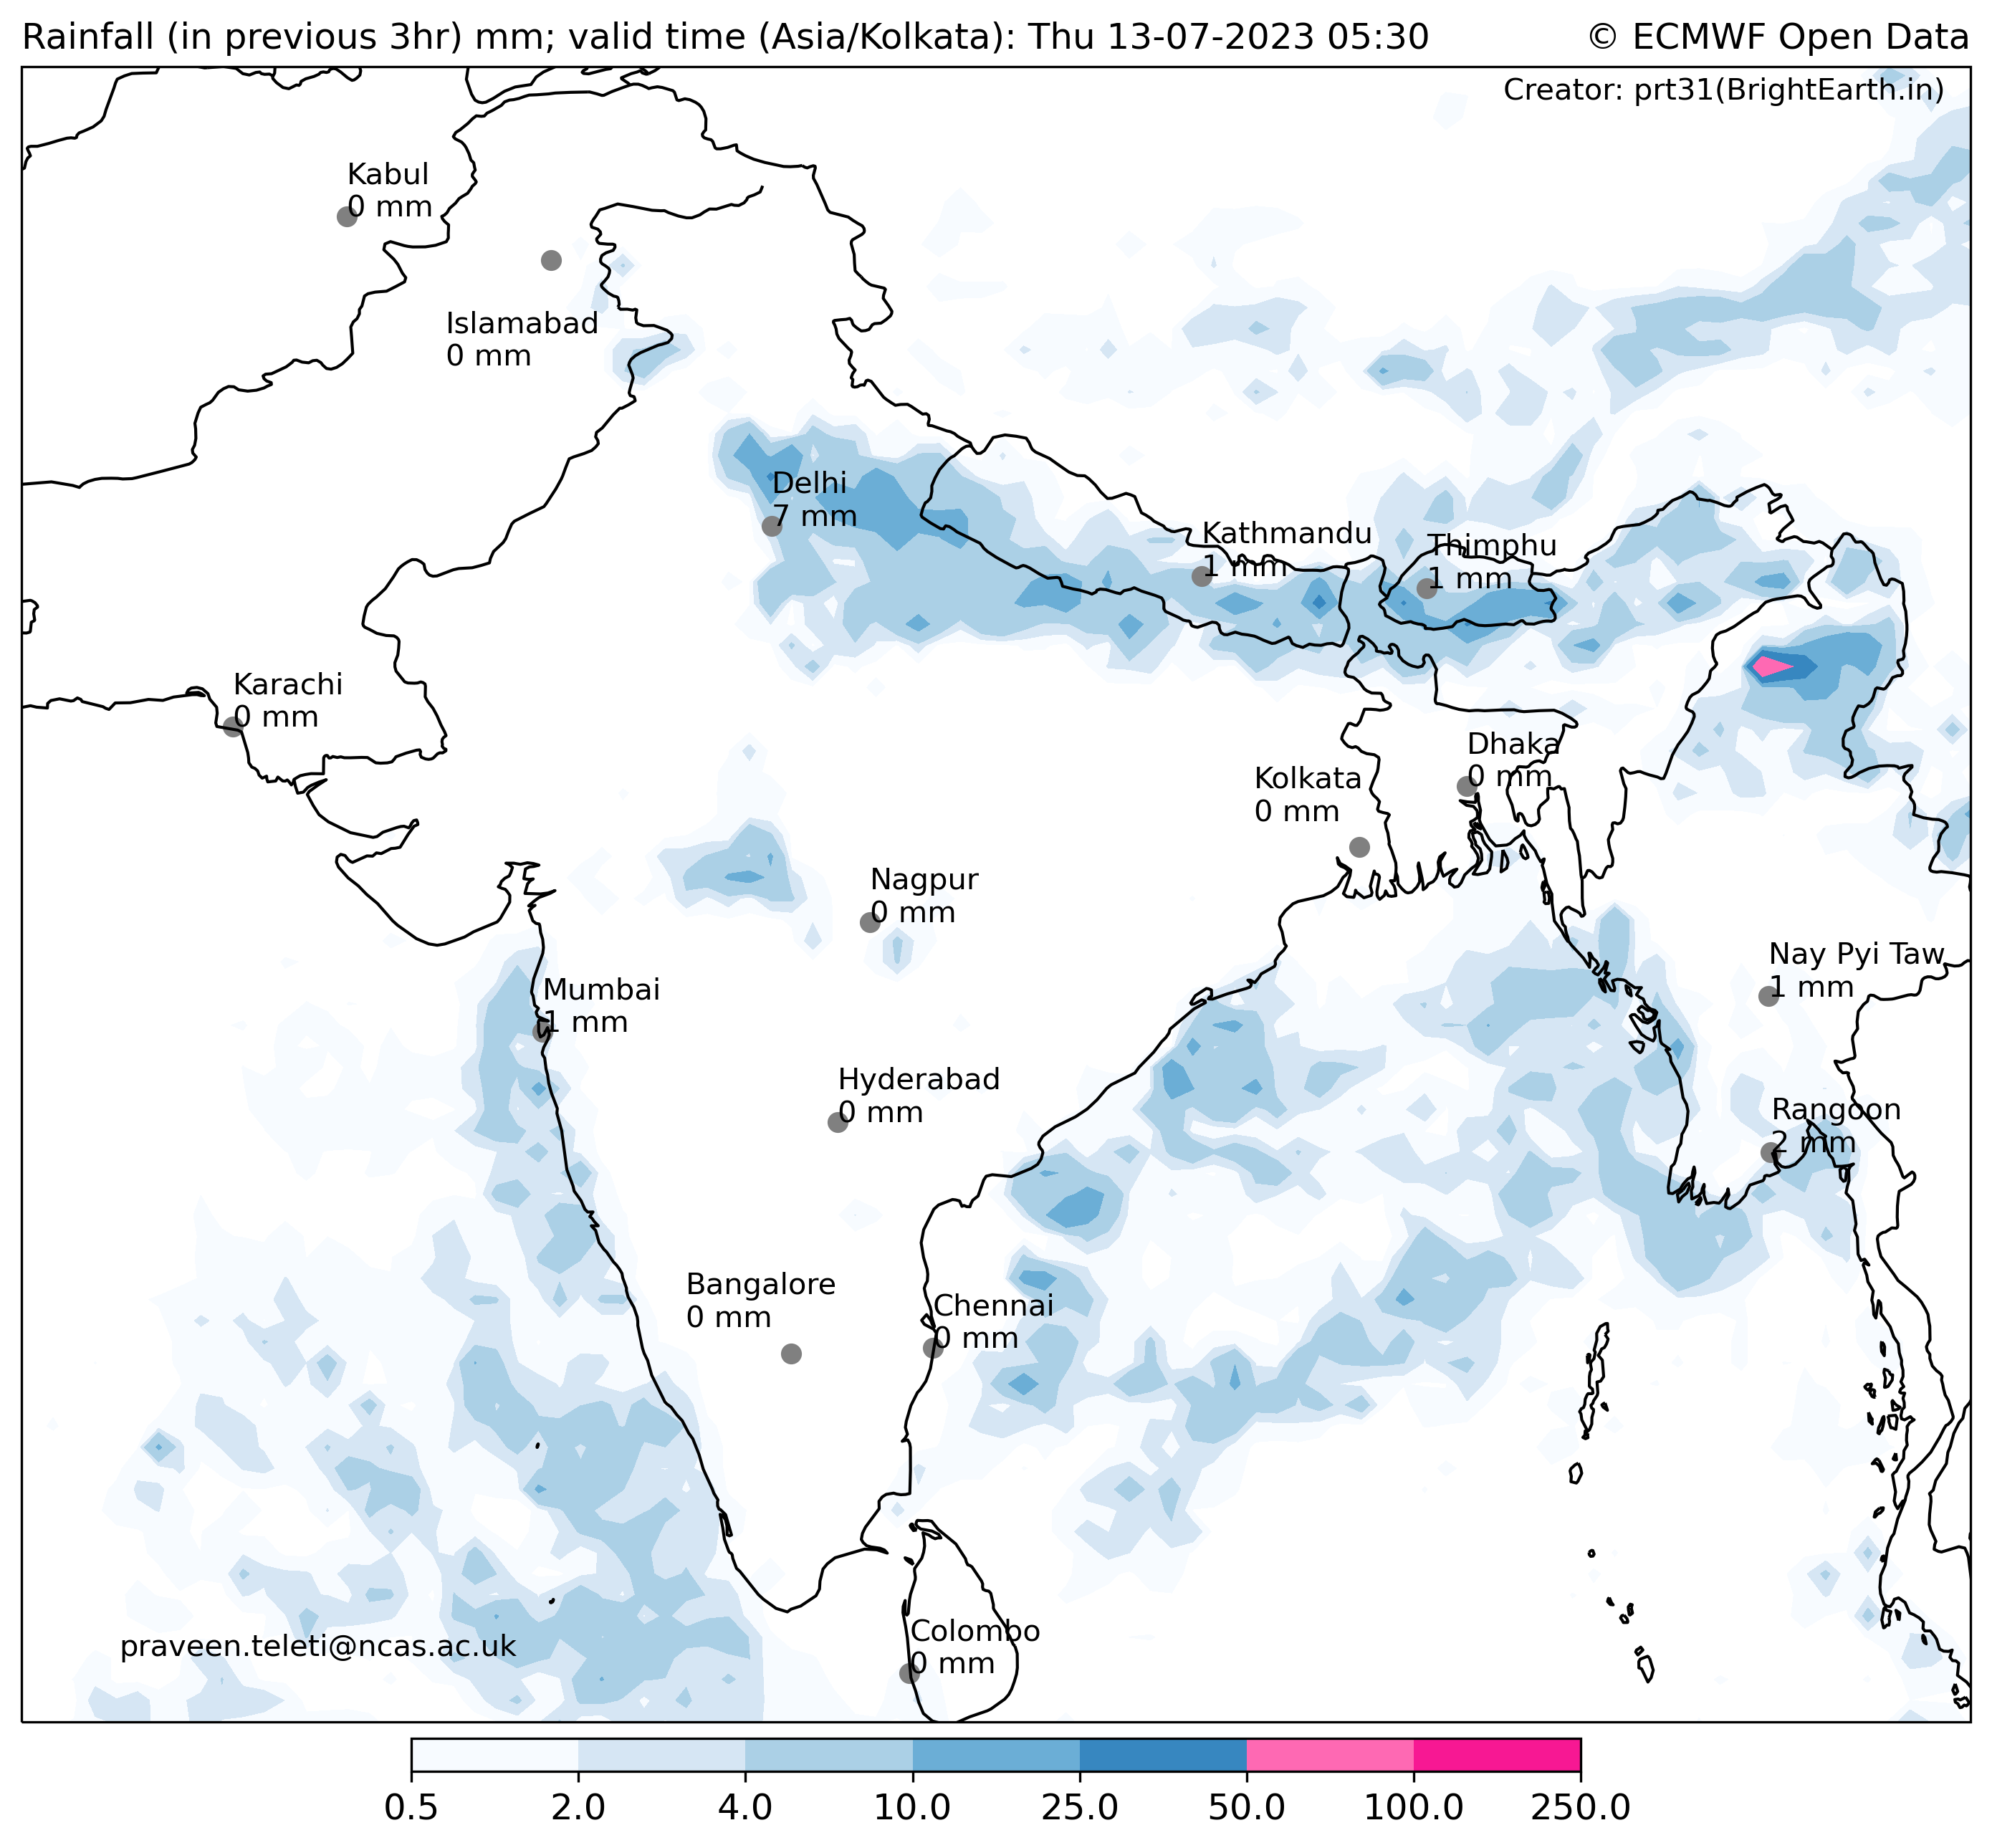 Rainfall (in previous 3hr) mm; valid time (Asia/Kolkata): Thu 13-07-2023 05:30
© ECMWF Open Data
Creator: prt31(BrightEarth.in)
Kabul
0 mm
Islamabad
0 mm
Delhi
7 mm
Kathmandu
1 mm
Thimphu
1 mm
Karachi
0 mm
Dhaka
0 mm
Kolkata
0 mm
Nagpur
0 mm
Nay Pyi Taw
1 mm
Mumbai
1 mm
Hyderabad
0 mm
Rangoon
2 mm
Bangalore
0 mm
Chennai
0 mm
Colombo
0 mm
praveen.teleti@ncas.ac.uk
0.5 2.0 4.0 10.0 25.0 50.0 100.0 250.0